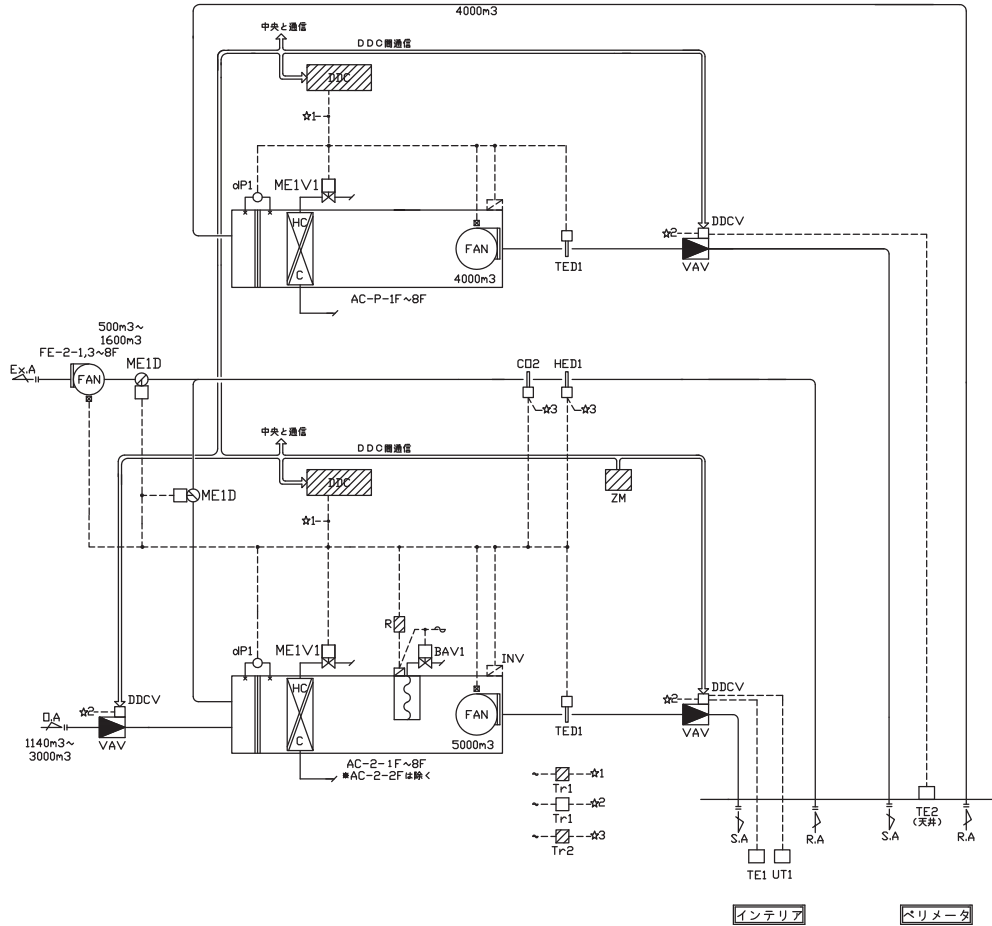 4000m3
中央と通信
DDC間通信
DDC
☆1
dP1
ME1V1
HC
C
FAN
4000m3
TED1
☆2
DDCV
VAV
AC-P-1F~8F
500m3~
1600m3
FE-2-1,3~8F
Ex.A
FAN
ME1D
CO2
HED1
☆3
☆3
中央と通信
DDC間通信
DDC
ME1D
☆1
ZM
R
dP1
ME1V1
BAV1
INV
HC
C
FAN
5000m3
TED1
☆2
DDCV
VAV
☆2
DDCV
O.A
VAV
1140m3~
3000m3
AC-2-1F~8F
※AC-2-2Fは除く
~ ☆1
Tr1
~ ☆2
Tr1
~ ☆3
Tr2
S.A
R.A
S.A
TE2
(天井)
R.A
TE1
UT1
インテリア
ペリメータ